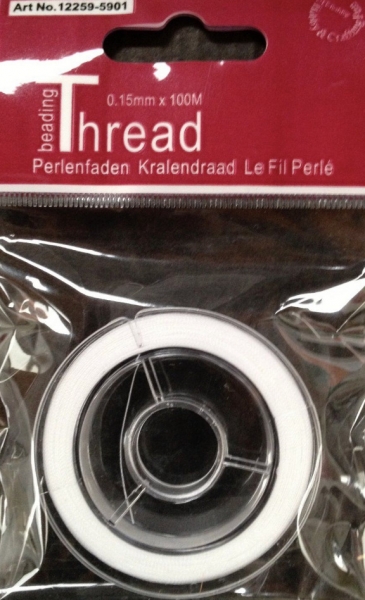 Art No.12259-5901
0.15mm x 100M
beading
Thread
Perlenfaden Kralendraad Le Fil Perlé